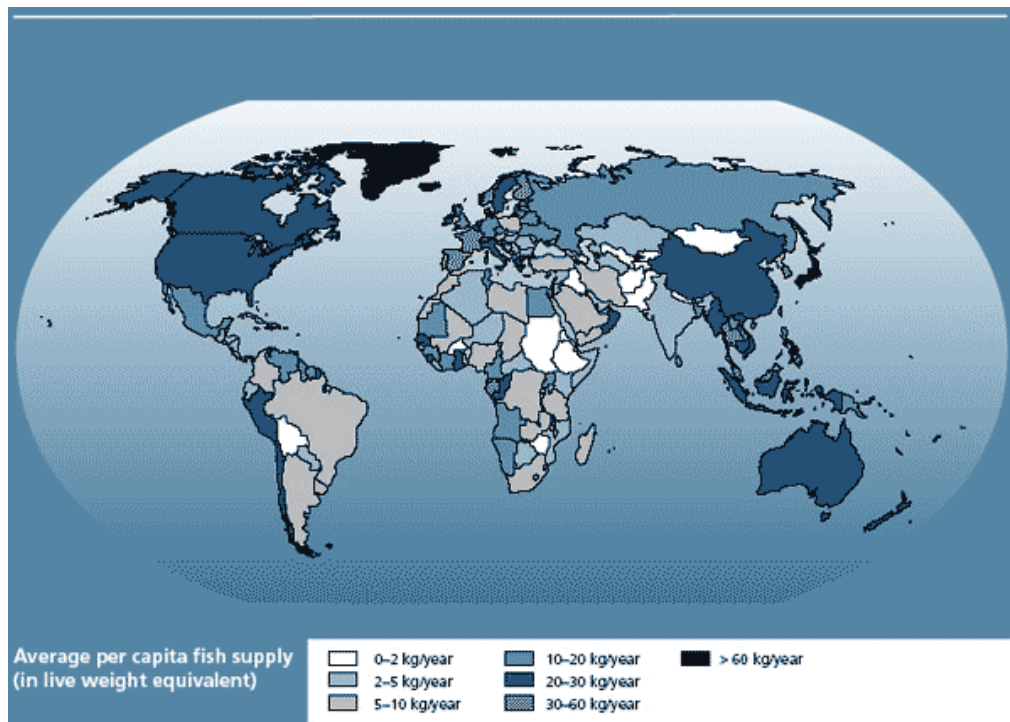 Average per capita fish supply
(in live weight equivalent)
0–2 kg/year
2–5 kg/year
5–10 kg/year
10–20 kg/year
20–30 kg/year
30–60 kg/year
> 60 kg/year